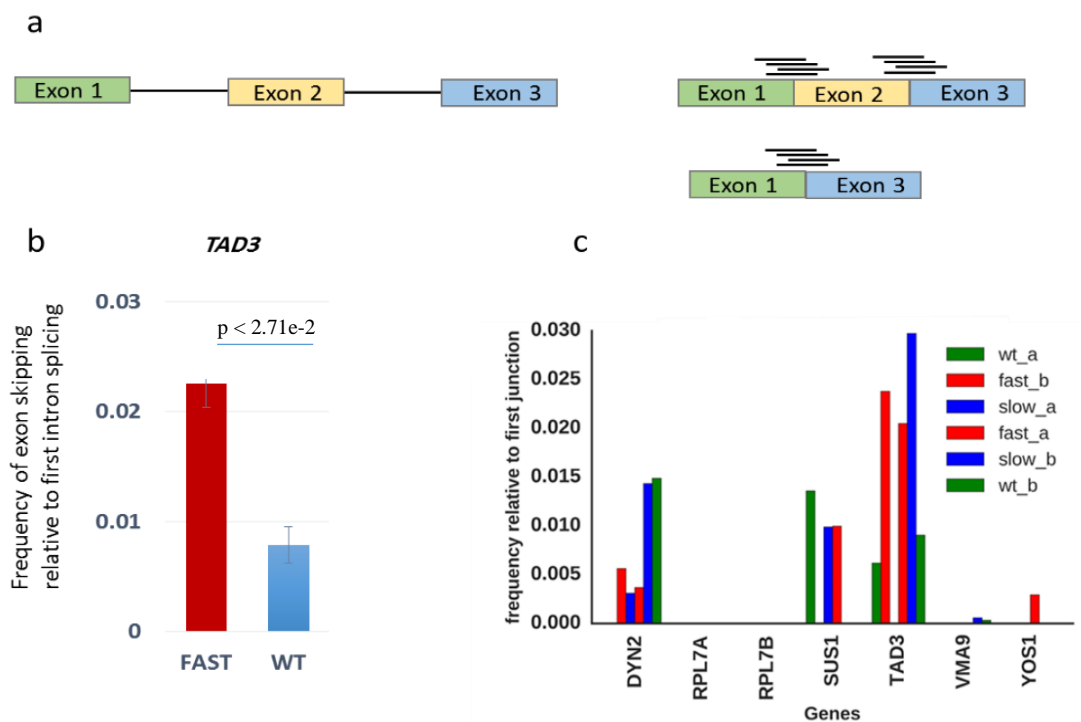 a
Exon 1 Exon 2 Exon 3
Exon 1 Exon 2 Exon 3
Exon 1 Exon 3
b
TAD3
Frequency of exon skipping
relative to first intron splicing
0.03
0.02
0.01
0
p < 2.71e-2
FAST WT
c
frequency relative to first junction
0.030
0.025
0.020
0.015
0.010
0.005
0.000
wt_a
fast_b
slow_a
fast_a
slow_b
wt_b
DYN2 RPL7A RPL7B SUS1 TAD3 VMA9 YOS1
Genes